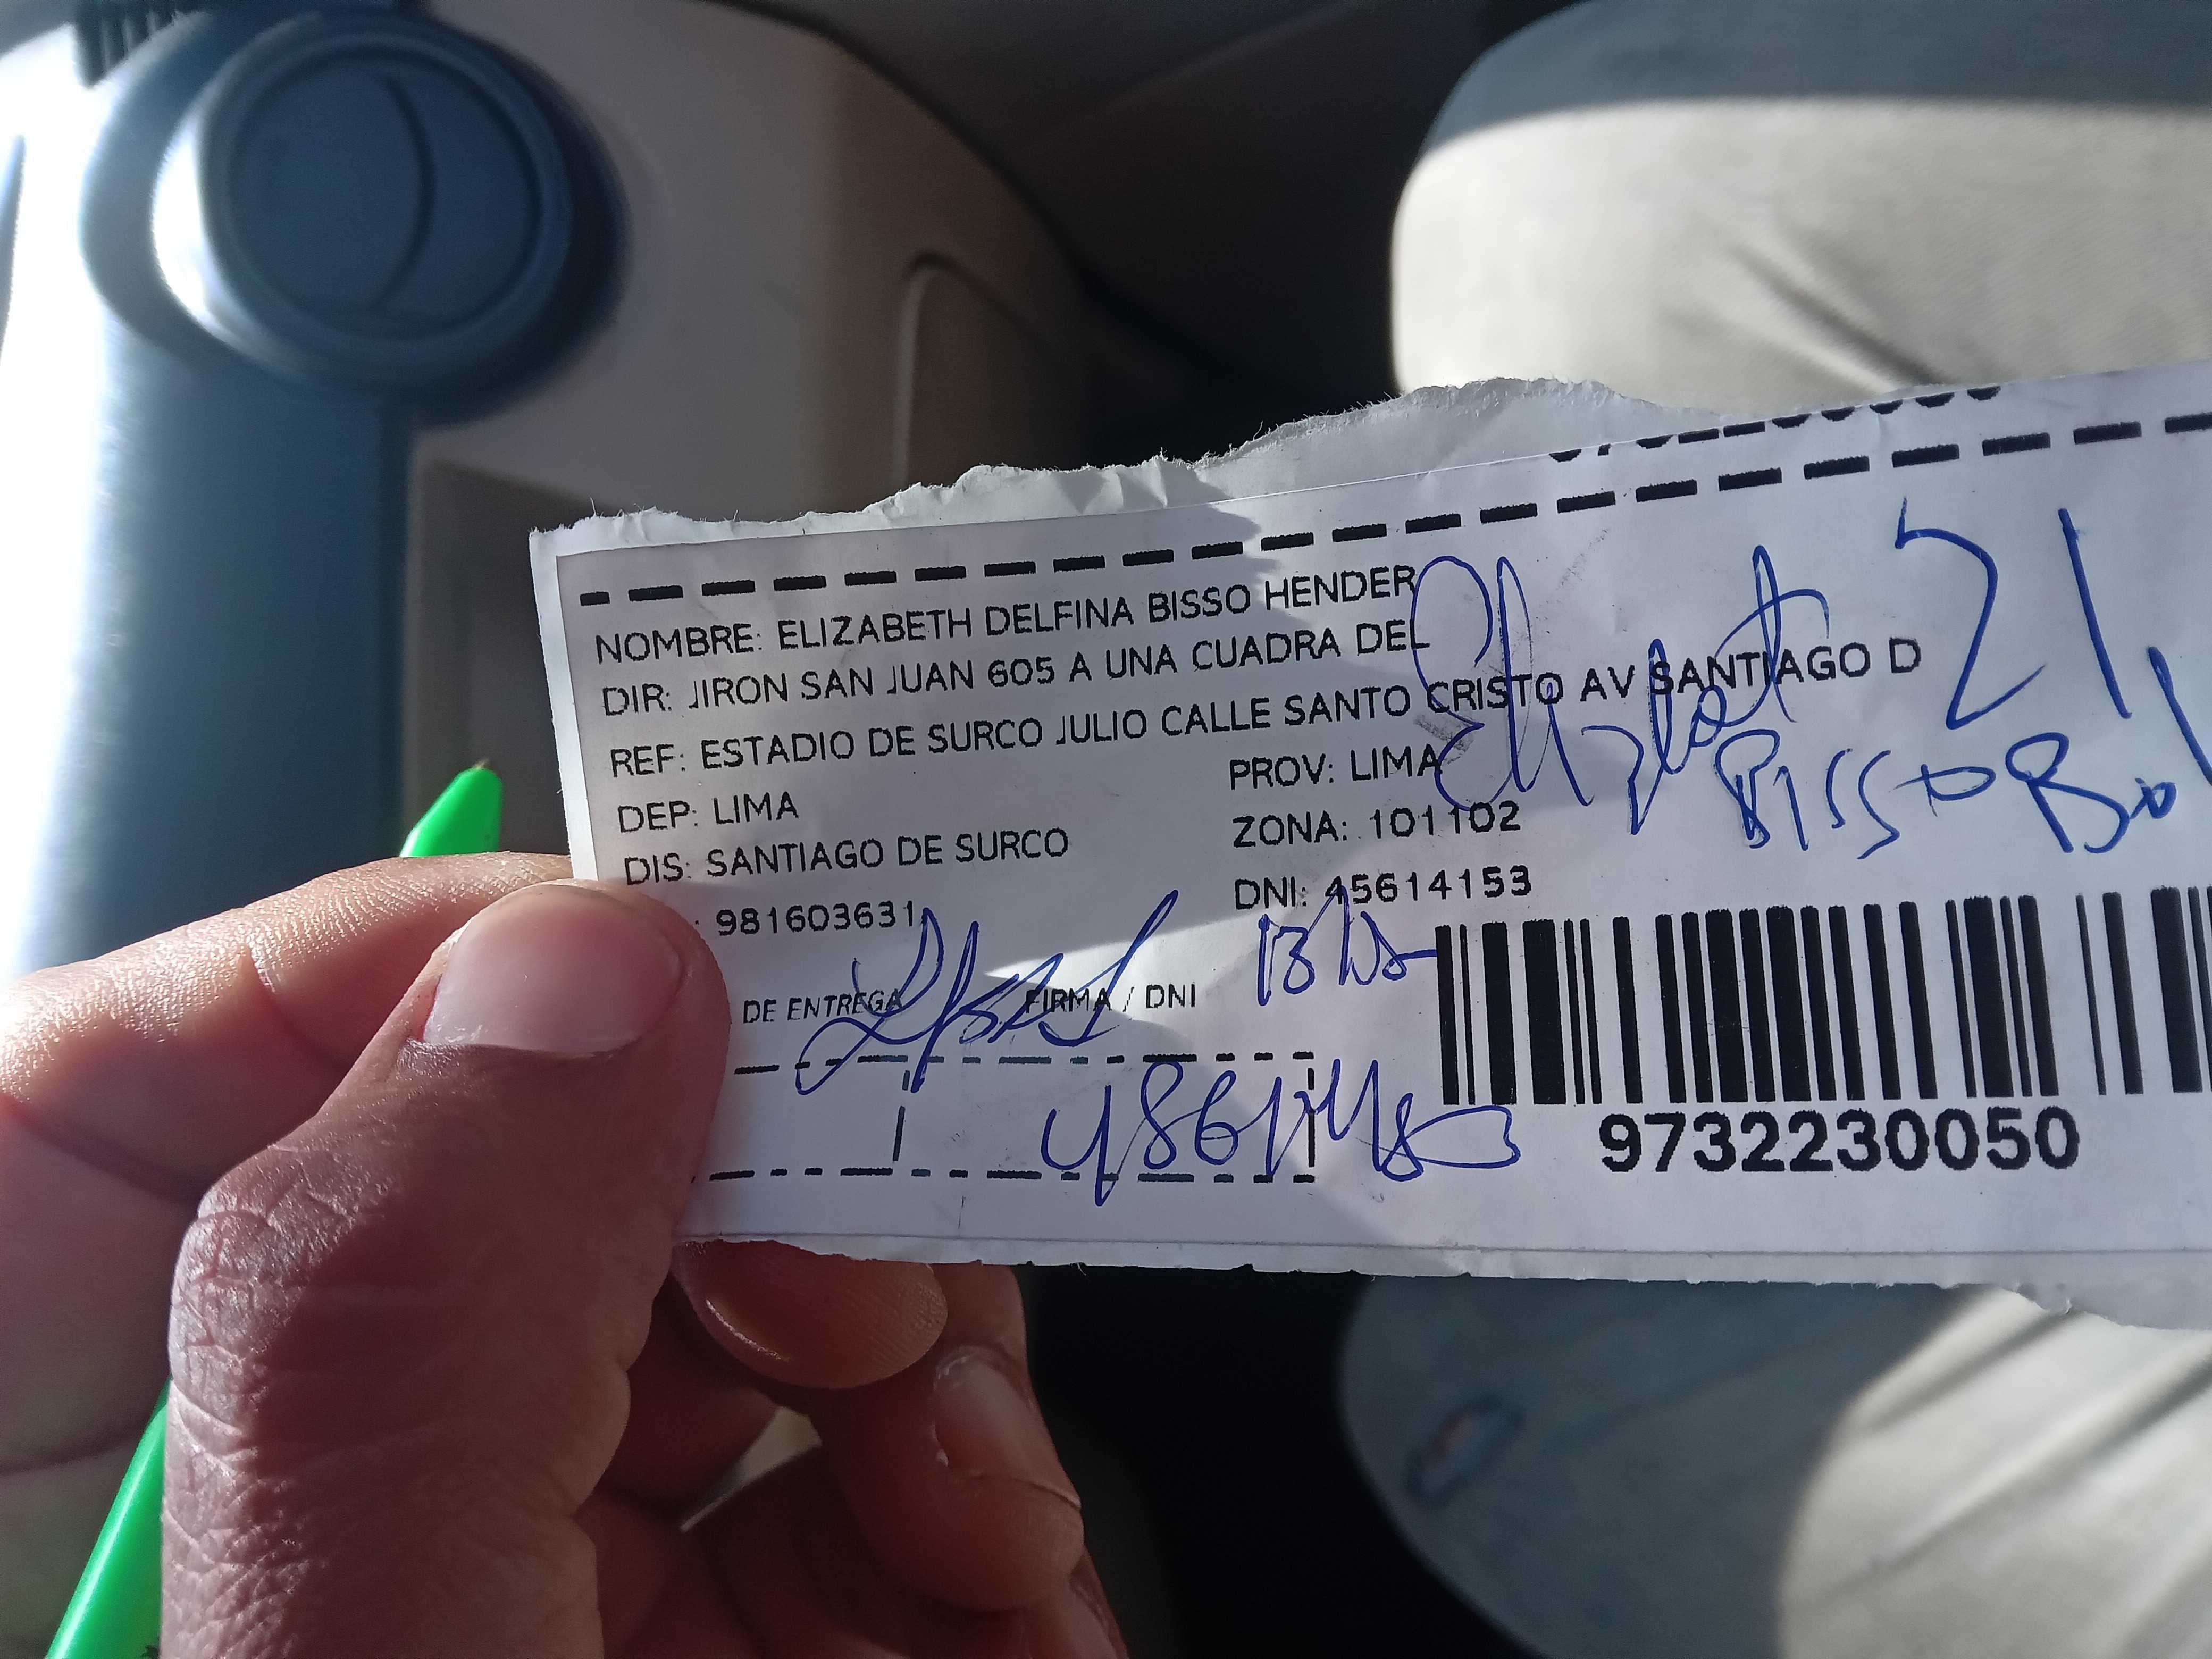 NOMBRE: ELIZABETH DELFINA BISSO HENDER
DIR: JIRON SAN JUAN 605 A UNA CUADRA DEL
REF: ESTADIO DE SURCO JULIO CALLE SANTO CRISTO AV SANTIAGO D
DEP: LIMA
PROV: LIMA
DIS: SANTIAGO DE SURCO
ZONA: 101102
: 981603631
DNI: 45614153
DE ENTREGA
FIRMA / DNI
Elizabet
Bisso
9732230050